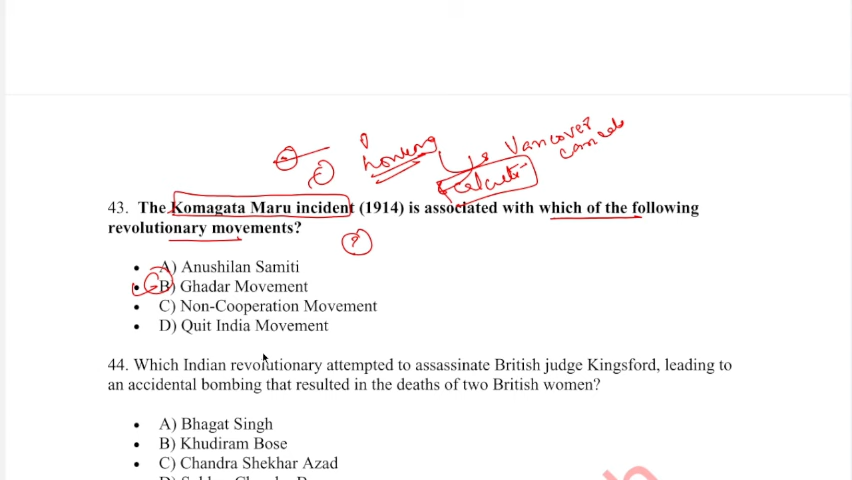 Vancover
canada
calcutta
43. The Komagata Maru incident (1914) is associated with which of the following
revolutionary movements?
A) Anushilan Samiti
B) Ghadar Movement
C) Non-Cooperation Movement
D) Quit India Movement
44. Which Indian revolutionary attempted to assassinate British judge Kingsford, leading to
an accidental bombing that resulted in the deaths of two British women?
A) Bhagat Singh
B) Khudiram Bose
C) Chandra Shekhar Azad